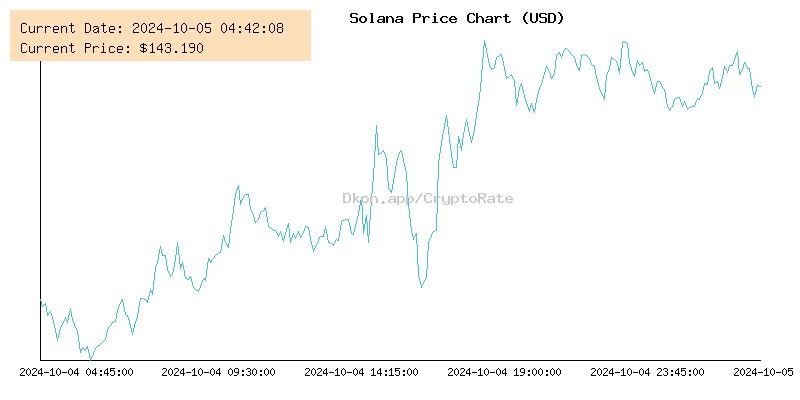 Solana Price Chart (USD)
Current Date: 2024-10-05 04:42:08
Current Price: $143.190
Dkon.app/CryptoRate
2024-10-04 04:45:00 2024-10-04 09:30:00 2024-10-04 14:15:00 2024-10-04 19:00:00 2024-10-04 23:45:00 2024-10-05